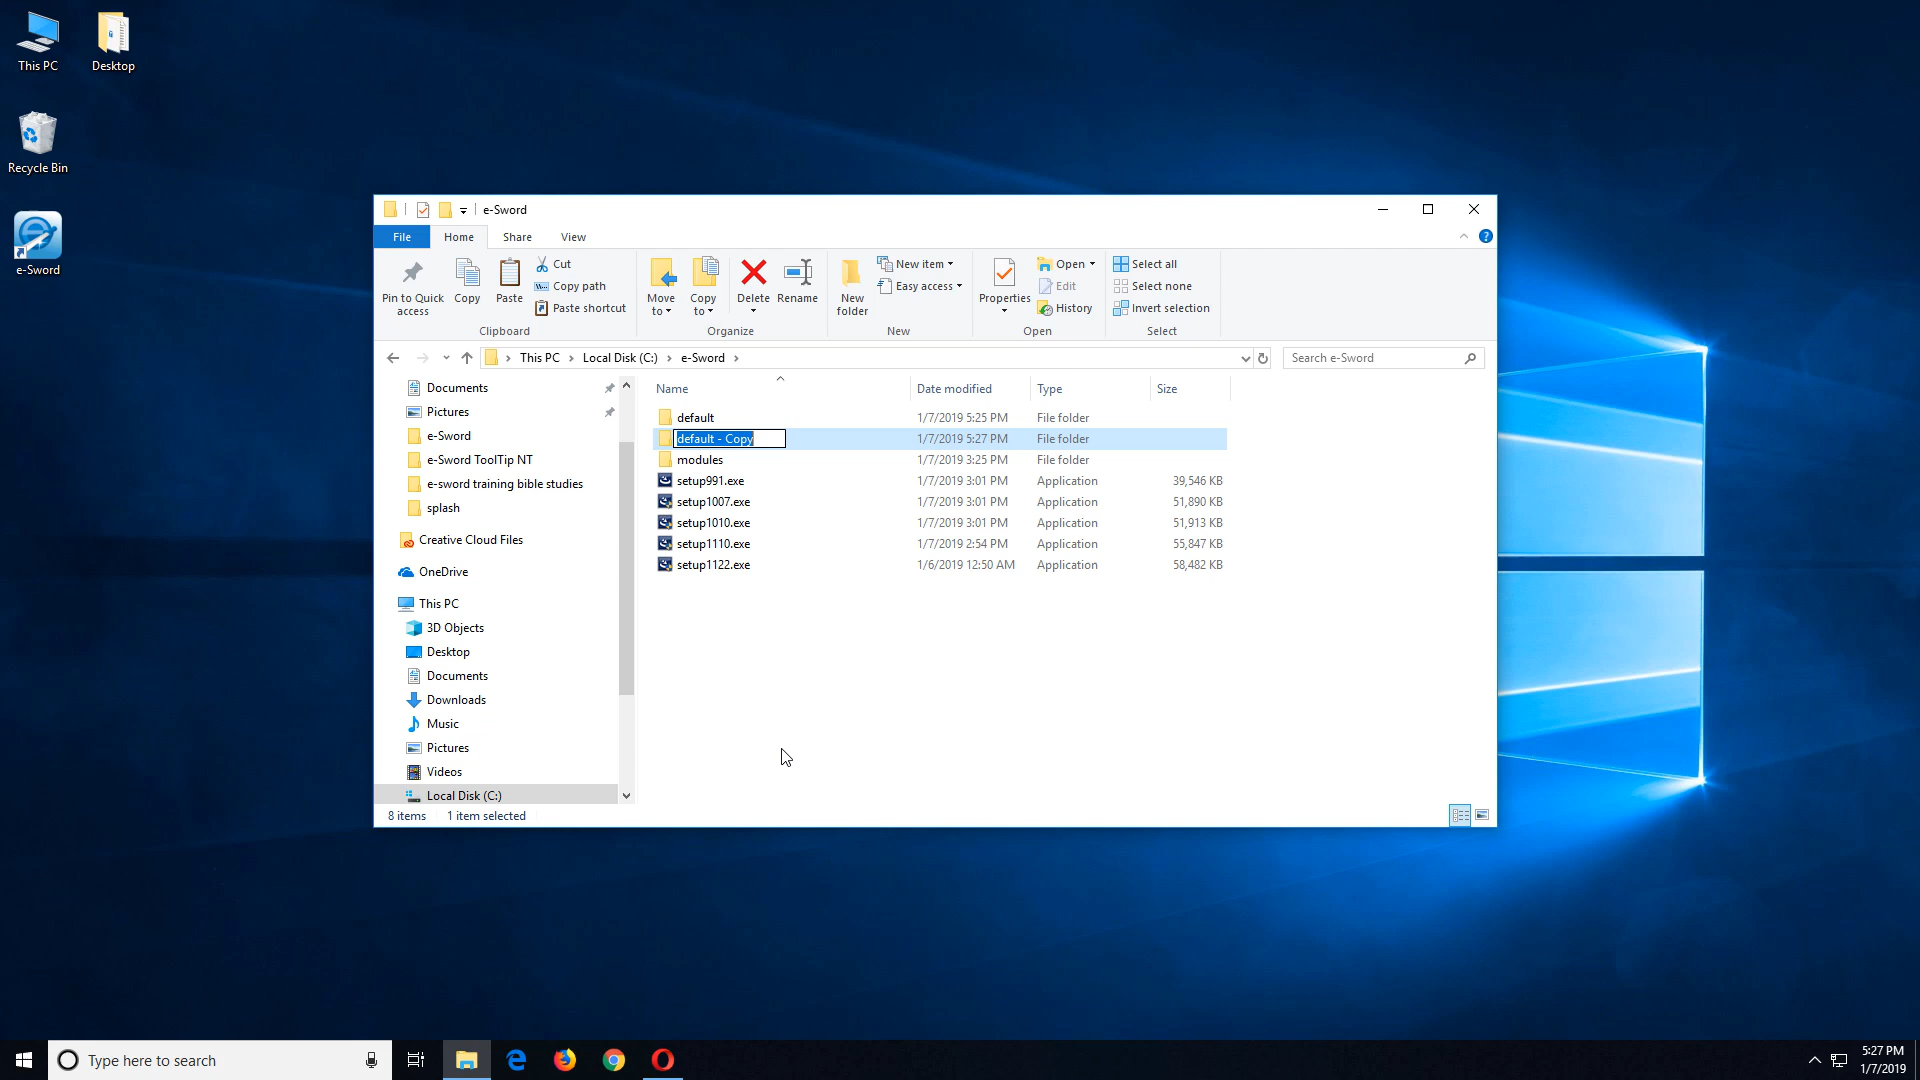 This PC
Desktop
Recycle Bin
e-Sword
e-Sword
File Home Share View
Pin to Quick access
Copy
Paste
Cut
Copy path
Paste shortcut
Clipboard
Move to
Copy to
Delete
Rename
Organize
New folder
New item
Easy access
New
Properties
Open
Edit
History
Open
Select all
Select none
Invert selection
Select
This PC › Local Disk (C:) › e-Sword ›
Search e-Sword
Documents
Pictures
e-Sword
e-Sword ToolTip NT
e-sword training bible studies
splash
Creative Cloud Files
OneDrive
This PC
3D Objects
Desktop
Documents
Downloads
Music
Pictures
Videos
Local Disk (C:)
Name Date modified Type Size
default 1/7/2019 5:25 PM File folder
default - Copy 1/7/2019 5:27 PM File folder
modules 1/7/2019 3:25 PM File folder
setup991.exe 1/7/2019 3:01 PM Application 39,546 KB
setup1007.exe 1/7/2019 3:01 PM Application 51,890 KB
setup1010.exe 1/7/2019 3:01 PM Application 51,913 KB
setup1110.exe 1/7/2019 2:54 PM Application 55,847 KB
setup1122.exe 1/6/2019 12:50 AM Application 58,482 KB
8 items 1 item selected
Type here to search
5:27 PM
1/7/2019